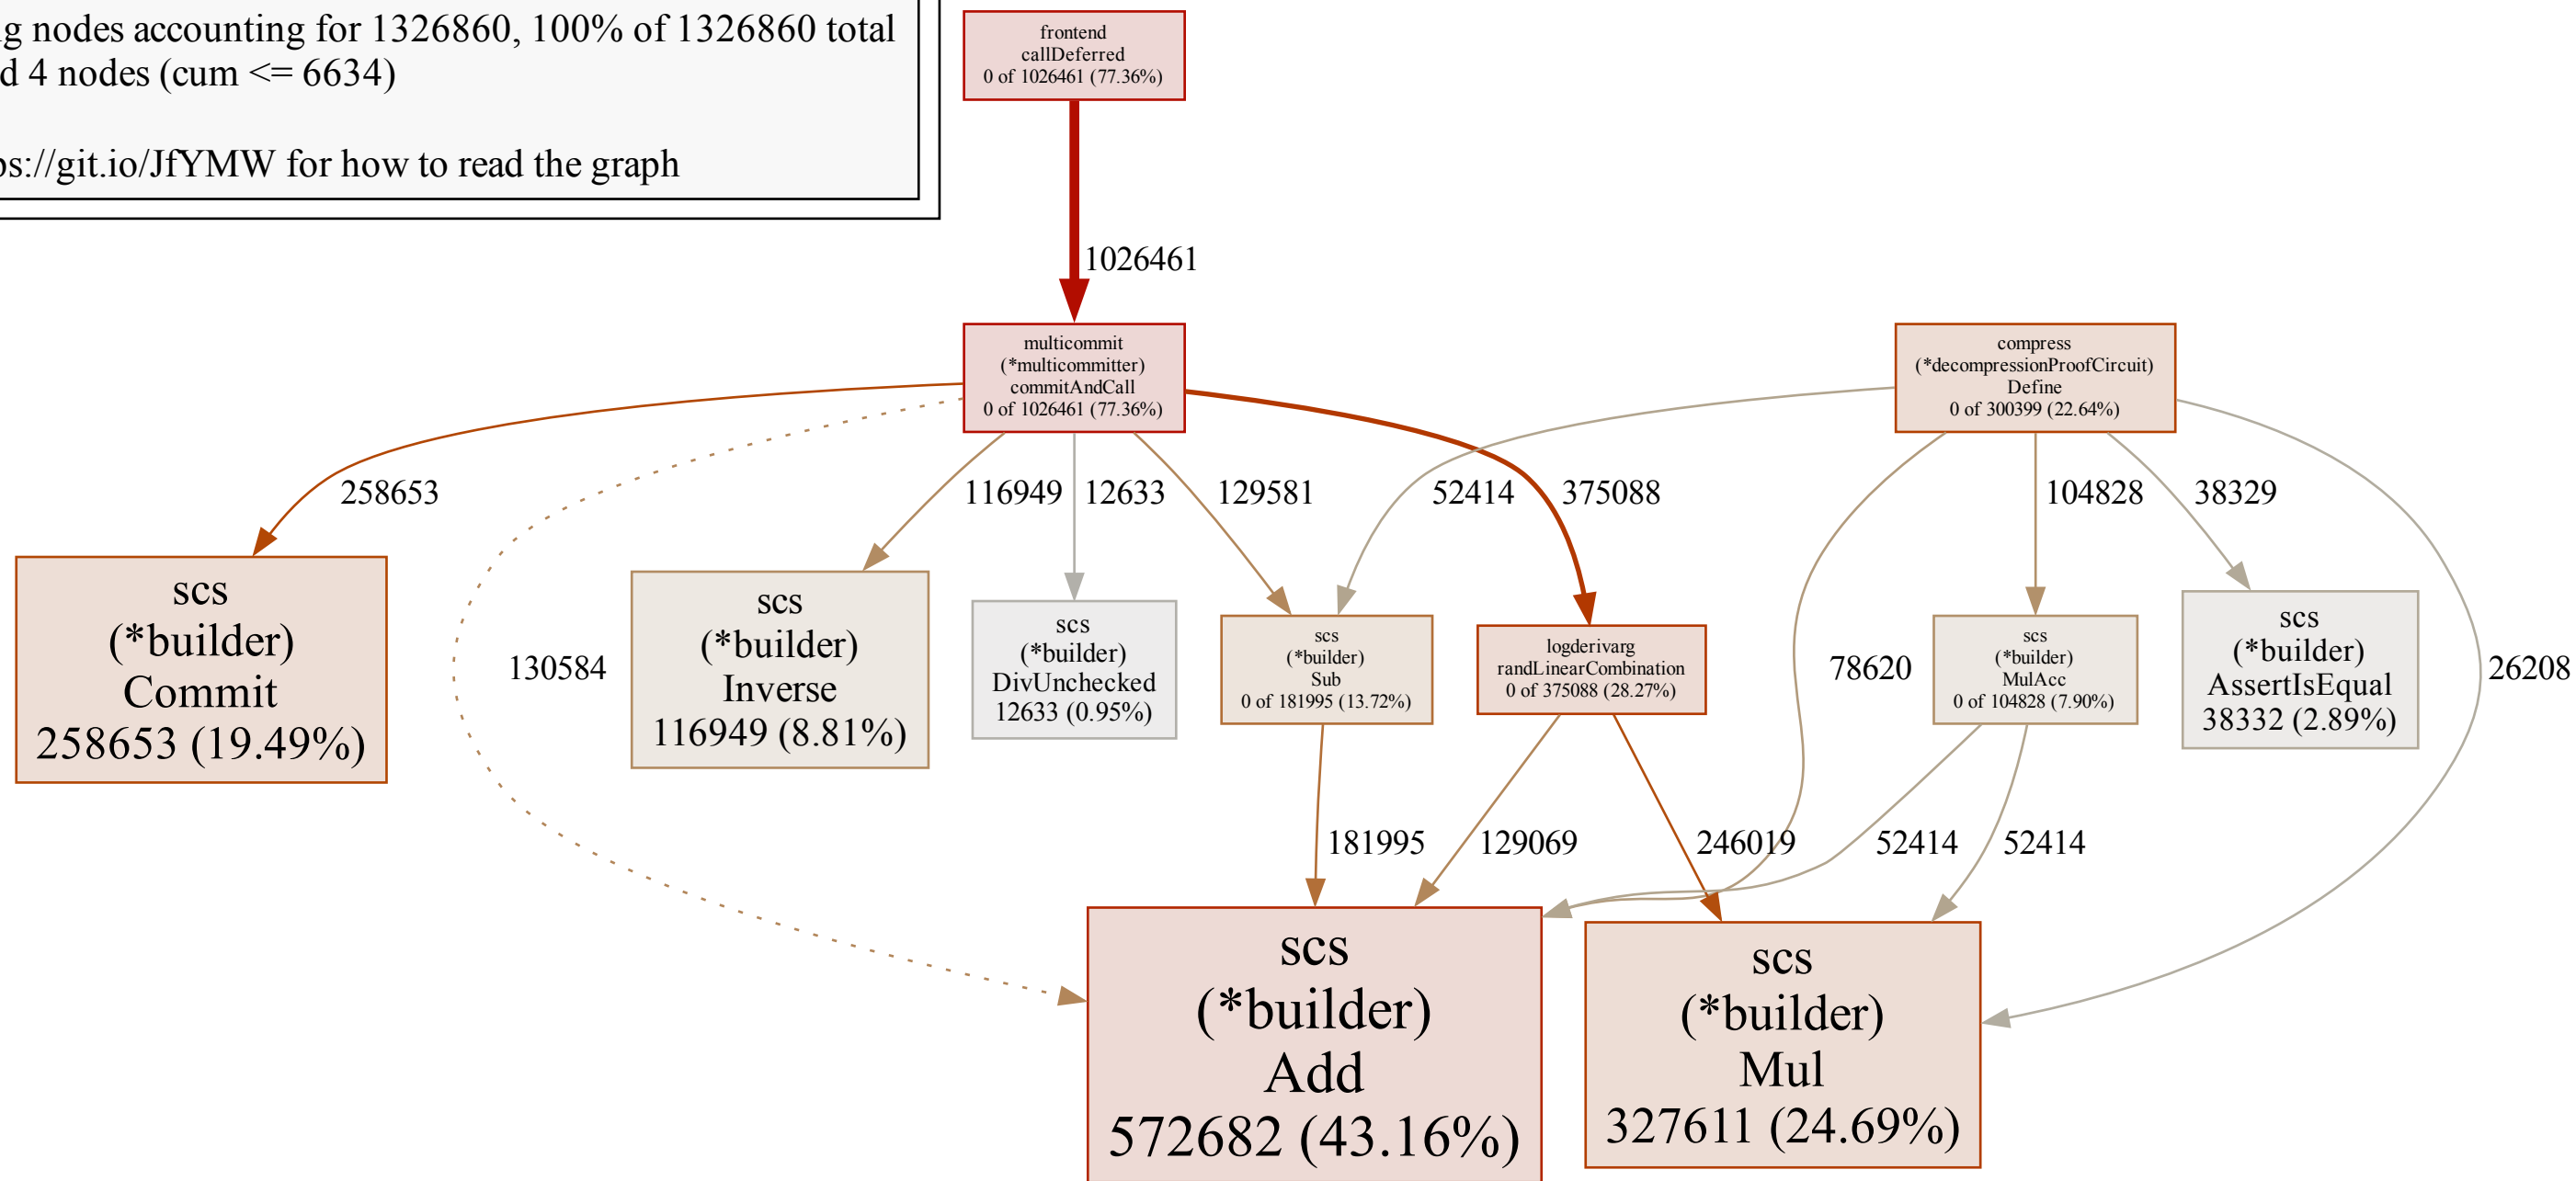 g nodes accounting for 1326860, 100% of 1326860 total
d 4 nodes (cum <= 6634)
ps://git.io/JfYMW for how to read the graph
frontend
callDeferred
0 of 1026461 (77.36%)
1026461
multicommit
(*multicommitter)
commitAndCall
0 of 1026461 (77.36%)
compress
(*decompressionProofCircuit)
Define
0 of 300399 (22.64%)
258653
116949
12633
129581
52414
375088
104828
38329
scs
(*builder)
Commit
258653 (19.49%)
130584
scs
(*builder)
Inverse
116949 (8.81%)
scs
(*builder)
DivUnchecked
12633 (0.95%)
scs
(*builder)
Sub
0 of 181995 (13.72%)
logderivarg
randLinearCombination
0 of 375088 (28.27%)
78620
scs
(*builder)
MulAcc
0 of 104828 (7.90%)
scs
(*builder)
AssertIsEqual
38332 (2.89%)
26208
181995
129069
246019
52414
52414
scs
(*builder)
Add
572682 (43.16%)
scs
(*builder)
Mul
327611 (24.69%)